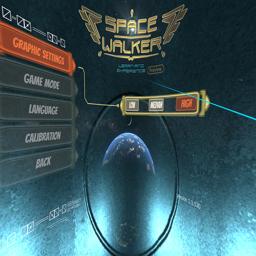 SPACE
WALKER
GRAPHIC SETTINGS
GAME MODE
LANGUAGE
CALIBRATION
BACK
LOW
MEDIUM
HIGH